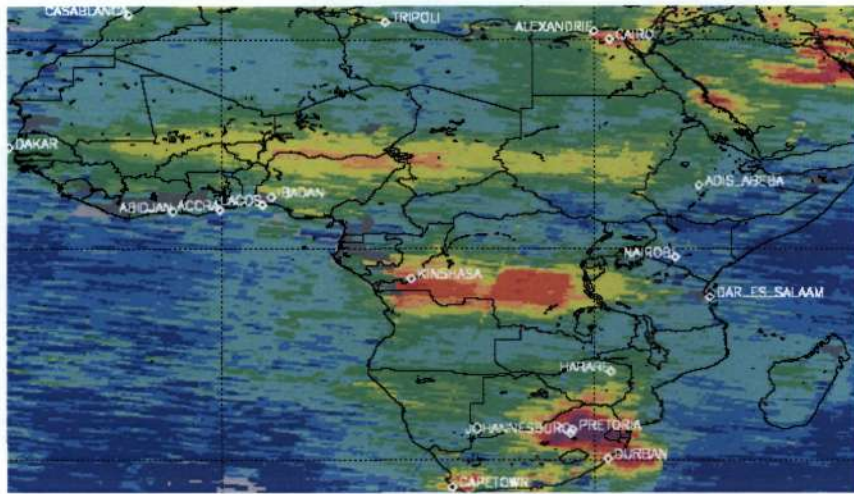 CASABLANCA
TRIPOLI
ALEXANDRIE
CAIRO
DAKAR
ADIS_ABEBA
ABIDJAN
ACCRA
LAGOS
IBADAN
NAIROBI
KINSHASA
DAR_ES_SALAAM
HARARE
JOHANNESBURG
PRETORIA
DURBAN
CAPETOWN